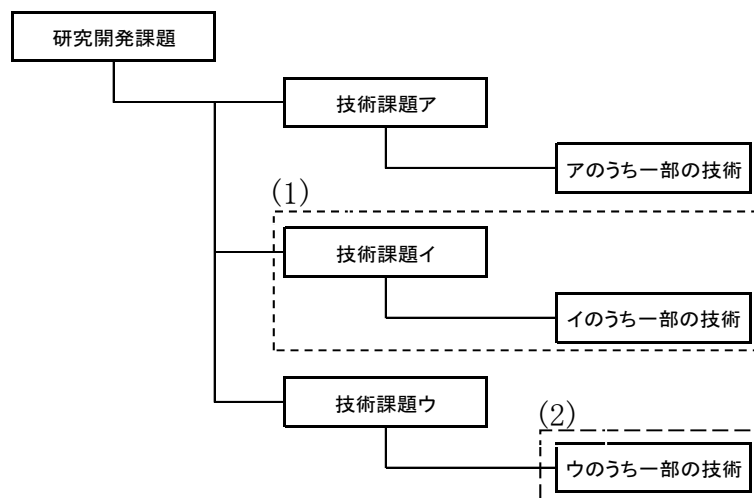 研究開発課題
技術課題ア
アのうち一部の技術
(1)
技術課題イ
イのうち一部の技術
技術課題ウ
(2)
ウのうち一部の技術